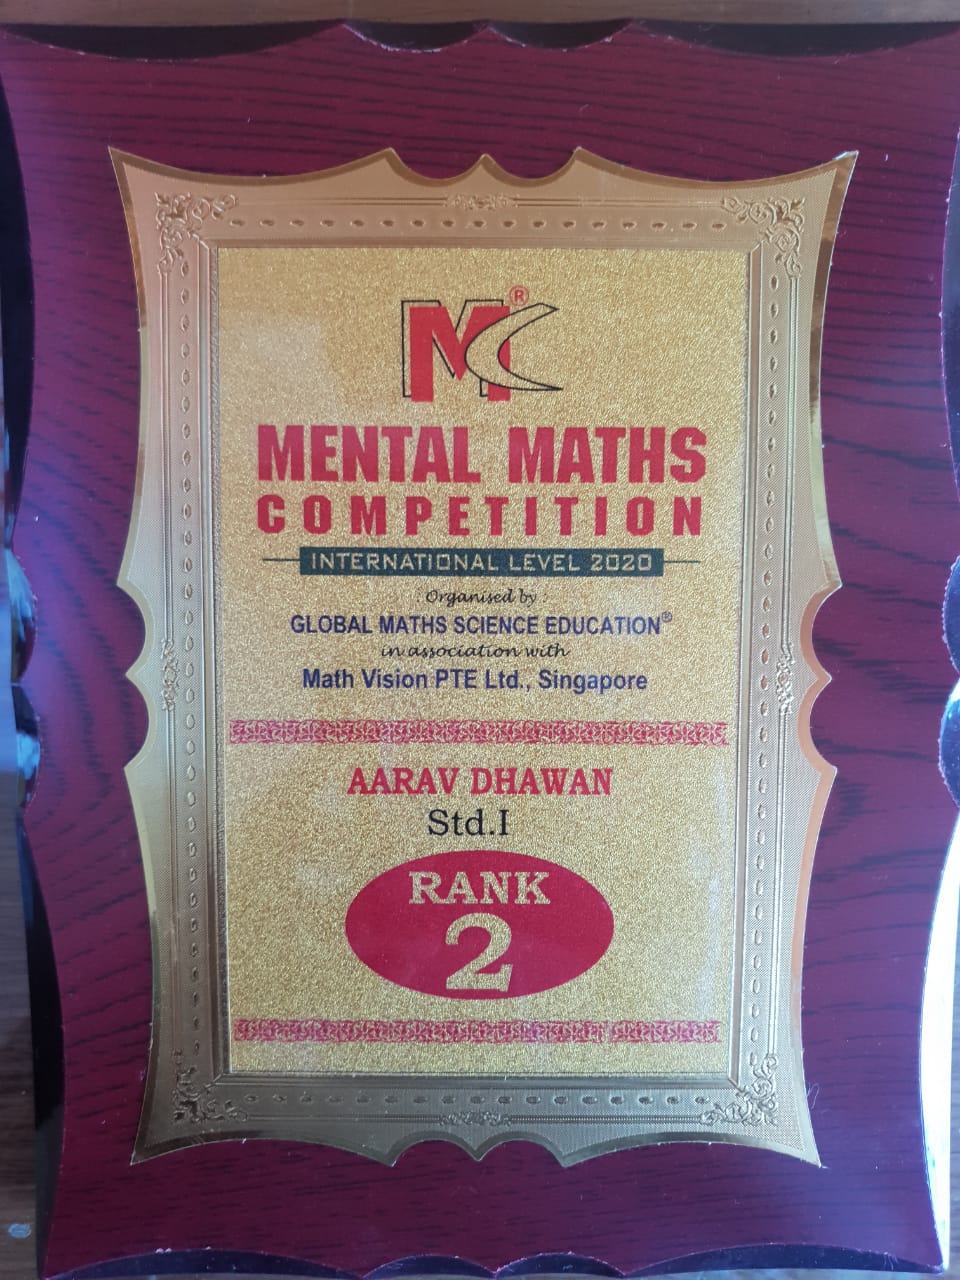 MC®
MENTAL MATHS
COMPETITION
INTERNATIONAL LEVEL 2020
: Organised by :
GLOBAL MATHS SCIENCE EDUCATION®
in association with
Math Vision PTE Ltd., Singapore
AARAV DHAWAN
Std.I
RANK
2